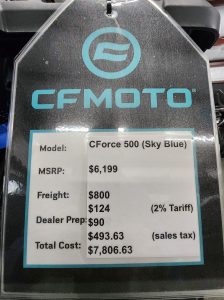 CFMOTO
Model: CForce 500 (Sky Blue)
MSRP: $6,199
Freight: $800
$124 (2% Tariff)
Dealer Prep: $90
$493.63 (sales tax)
Total Cost: $7,806.63